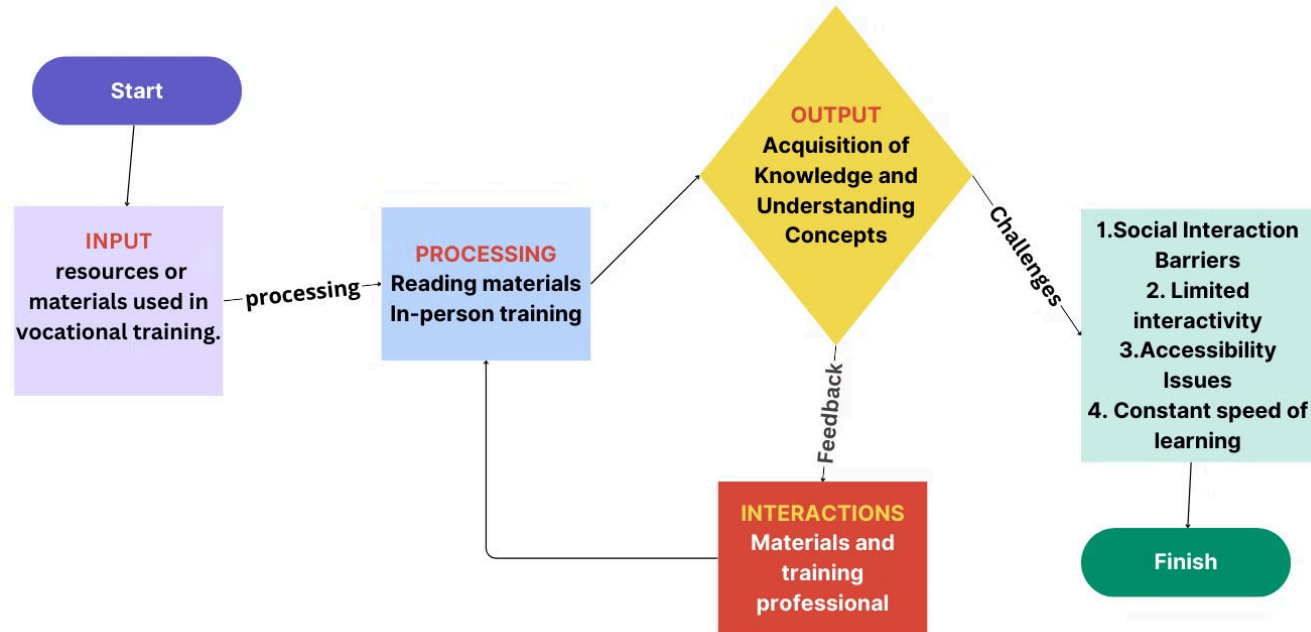 Start
INPUT
resources or
materials used in
vocational training.
processing
PROCESSING
Reading materials
In-person training
OUTPUT
Acquisition of
Knowledge and
Understanding
Concepts
Feedback
INTERACTIONS
Materials and
training
professional
Challenges
1.Social Interaction
Barriers
2. Limited
interactivity
3.Accessibility
Issues
4. Constant speed of
learning
Finish